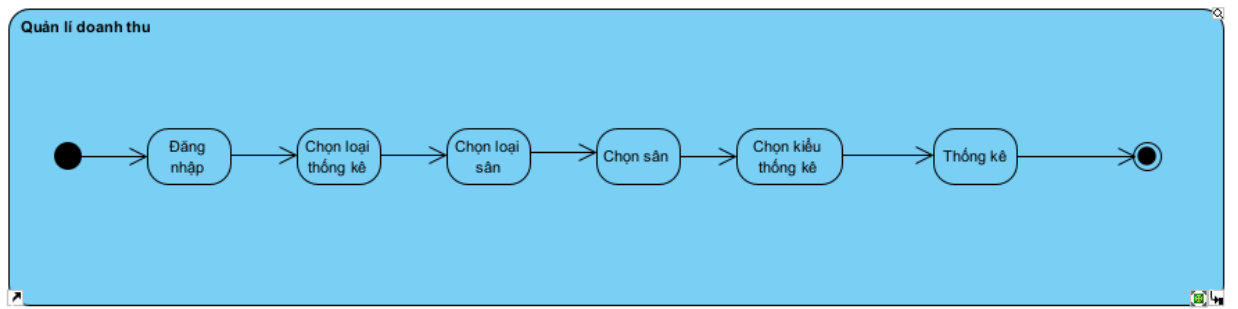 Quản lí doanh thu
Đăng
nhập
Chọn loại
thống kê
Chọn loại
sân
Chọn sân
Chọn kiểu
thống kê
Thống kê